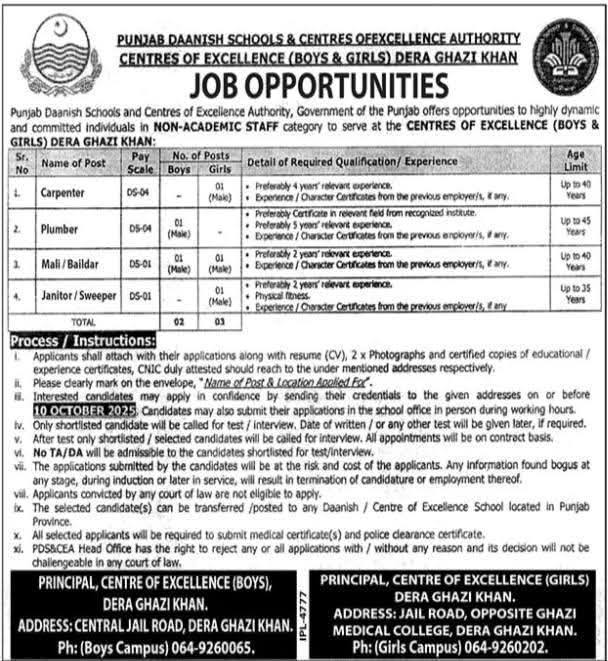 PUNJAB DAANISH SCHOOLS & CENTRES OFEXCELLENCE AUTHORITY
CENTRES OF EXCELLENCE (BOYS & GIRLS) DERA GHAZI KHAN
JOB OPPORTUNITIES
Punjab Daanish Schools and Centres of Excellence Authority, Government of the Punjab offers opportunities to highly dynamic
and committed individuals in NON-ACADEMIC STAFF category to serve at the CENTRES OF EXCELLENCE (BOYS &
GIRLS) DERA GHAZI KHAN:
Sr. No | Name of Post | Pay Scale | No. of Posts Boys | Girls | Detail of Required Qualification/ Experience | Age Limit
1. Carpenter DS-04 - 01 (Male) • Preferably 4 years' relevant experience. Up to 40 Years
• Experience / Character Certificates from the previous employer/s, if any.
2. Plumber DS-04 01 (Male) - • Preferably Certificate in relevant field from recognized institute. Up to 45 Years
• Preferably 5 years' relevant experience.
• Experience / Character Certificates from the previous employer/s, if any.
3. Mali / Baildar DS-01 01 (Male) 01 (Male) • Preferably 2 years' relevant experience. Up to 40 Years
• Experience / Character Certificates from the previous employer/s, if any.
4. Janitor / Sweeper DS-01 - 01 (Male) • Preferably 2 years' relevant experience. Up to 35 Years
• Physical fitness.
• Experience / Character Certificates from the previous employer/s, if any
TOTAL 02 03
Process / Instructions:
i. Applicants shall attach with their applications along with resume (CV), 2 x Photographs and certified copies of educational /
experience certificates, CNIC duly attested should reach to the under mentioned addresses respectively.
ii. Please clearly mark on the envelope, "Name of Post & Location Applied For".
iii. Interested candidates may apply in confidence by sending their credentials to the given addresses on or before
10 OCTOBER 2025. Candidates may also submit their applications in the school office in person during working hours.
iv. Only shortlisted candidate will be called for test / interview. Date of written / or any other test will be given later, if required.
v. After test only shortlisted / selected candidates will be called for interview. All appointments will be on contract basis.
vi. No TA/DA will be admissible to the candidates shortlisted for test/interview.
vii. The applications submitted by the candidates will be at the risk and cost of the applicants. Any information found bogus at
any stage, during induction or later in service, will result in termination of candidature or employment thereof.
viii. Applicants convicted by any court of law are not eligible to apply.
ix. The selected candidate(s) can be transferred /posted to any Daanish / Centre of Excellence School located in Punjab
Province.
x. All selected applicants will be required to submit medical certificate(s) and police clearance certificate.
xi. PDS&CEA Head Office has the right to reject any or all applications with / without any reason and its decision will not be
challengeable in any court of law.
PRINCIPAL, CENTRE OF EXCELLENCE (BOYS),
DERA GHAZI KHAN.
ADDRESS: CENTRAL JAIL ROAD, DERA GHAZI KHAN.
Ph: (Boys Campus) 064-9260065.
IPL-4777
PRINCIPAL, CENTRE OF EXCELLENCE (GIRLS)
DERA GHAZI KHAN.
ADDRESS: JAIL ROAD, OPPOSITE GHAZI
MEDICAL COLLEGE, DERA GHAZI KHAN.
Ph: (Girls Campus) 064-9260202.